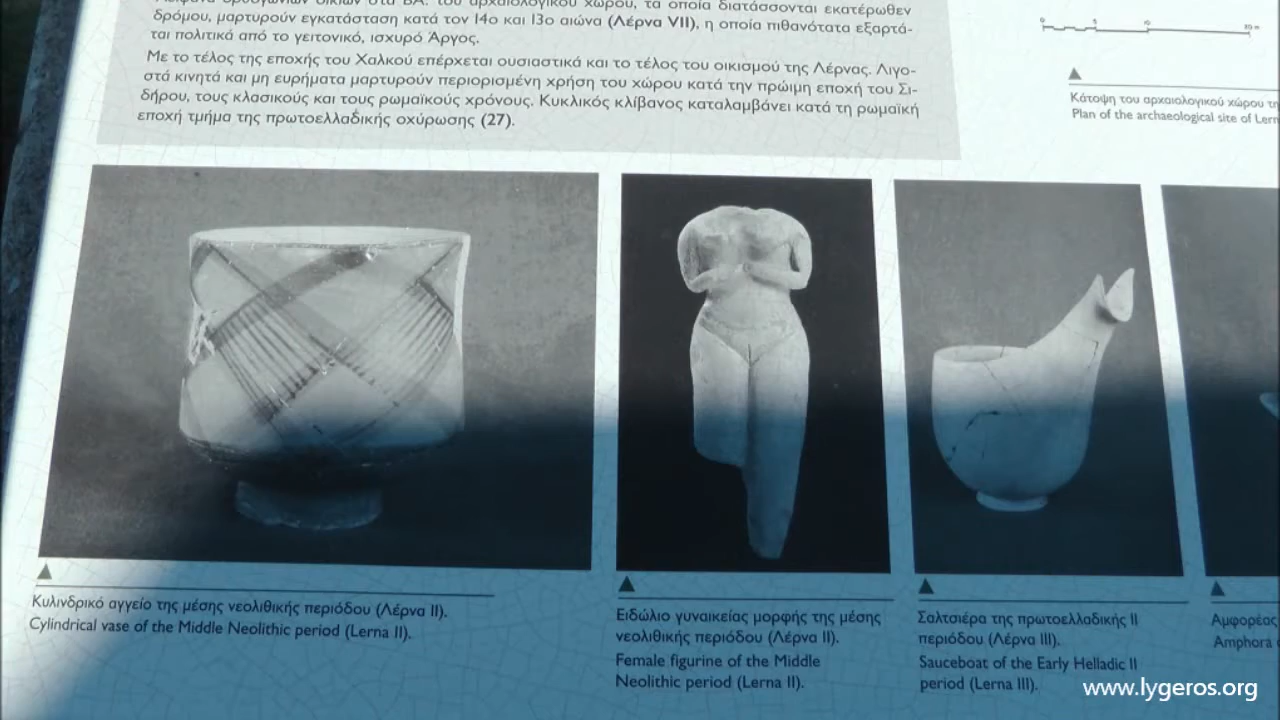 δρόμου, μαρτυρούν εγκατάσταση κατά τον 14ο και 13ο αιώνα (Λέρνα VII), η οποία πιθανότατα εξαρτά-
ται πολιτικά από το γειτονικό, ισχυρό Άργος.
Με το τέλος της εποχής του Χαλκού επέρχεται ουσιαστικά και το τέλος του οικισμού της Λέρνας. Λιγο-
στά κινητά και μη ευρήματα μαρτυρούν περιορισμένη χρήση του χώρου κατά την πρώιμη εποχή του Σι-
δήρου, τους κλασικούς και τους ρωμαϊκούς χρόνους. Κυκλικός κλίβανος καταλαμβάνει κατά τη ρωμαϊκή
εποχή τμήμα της πρωτοελλαδικής οχύρωσης (27).
Κάτοψη του αρχαιολογικού χώρου
Plan of the archaeological site of
Κυλινδρικό αγγείο της μέσης νεολιθικής περιόδου (Λέρνα II).
Cylindrical vase of the Middle Neolithic period (Lerna II).
Ειδώλιο γυναικείας μορφής της μέσης
νεολιθικής περιόδου (Λέρνα II).
Female figurine of the Middle
Neolithic period (Lerna II).
Σαλτσιέρα της πρωτοελλαδικής II
περιόδου (Λέρνα III).
Sauceboat of the Early Helladic II
period (Lerna III).
Αμφορέας
Amphora
www.lygeros.org